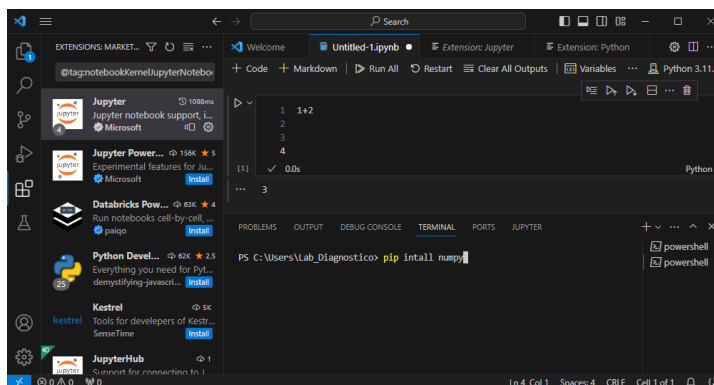 Search
EXTENSIONS: MARKET...
@tag:notebookKernelJupyterNotebo
Jupyter 1098ms
Jupyter notebook support, i...
Microsoft
4
Jupyter Power... 156K ★ 5
Experimental features for Ju...
Microsoft Install
Databricks Pow... 63K ★ 4
Run notebooks cell-by-cell, ...
paiqo Install
Python Devel... 62K ★ 2.5
Everything you need for Pyt...
demystifying-javascri... Install
25
Kestrel 5K
kestrel Tools for develepers of Kestr...
SenseTime Install
JupyterHub 1
Support for connecting to J
Welcome Untitled-1.ipynb Extension: Jupyter Extension: Python
+ Code + Markdown Run All Restart Clear All Outputs Variables ... Python 3.11.
1 1+2
2
3
4
[1] ✓ 0.0s Python
... 3
PROBLEMS OUTPUT DEBUG CONSOLE TERMINAL PORTS JUPYTER
PS C:\Users\Lab_Diagnostico> pip intall numpy
powershell
powershell
0 0 0 Ln 4, Col 1 Spaces: 4 CRLF Cell 1 of 1